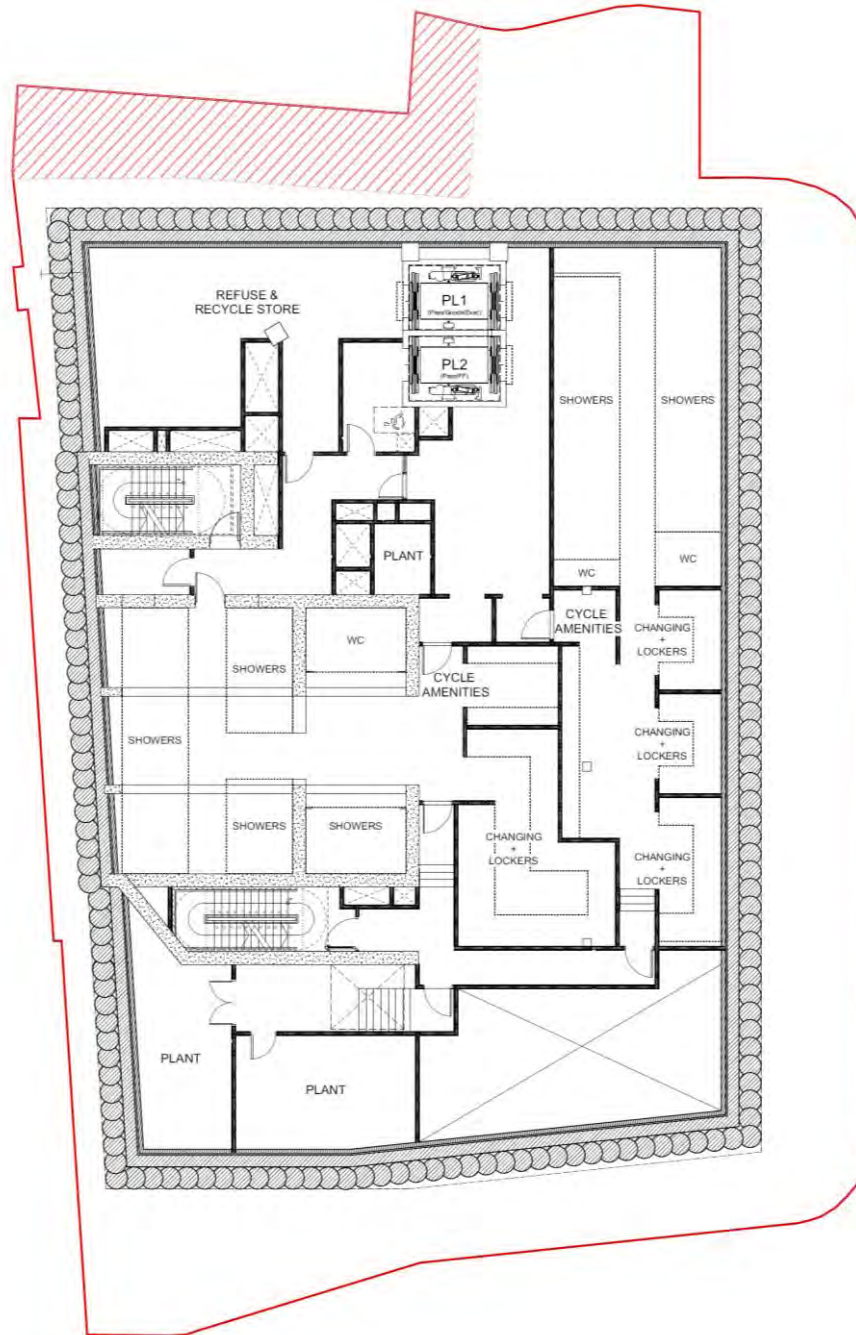 REFUSE &
RECYCLE STORE
PL1
PL2
SHOWERS
SHOWERS
PLANT
WC
WC
CYCLE
AMENITIES
CHANGING
+
LOCKERS
WC
SHOWERS
CYCLE
AMENITIES
SHOWERS
CHANGING
+
LOCKERS
SHOWERS
SHOWERS
CHANGING
+
LOCKERS
CHANGING
+
LOCKERS
PLANT
PLANT